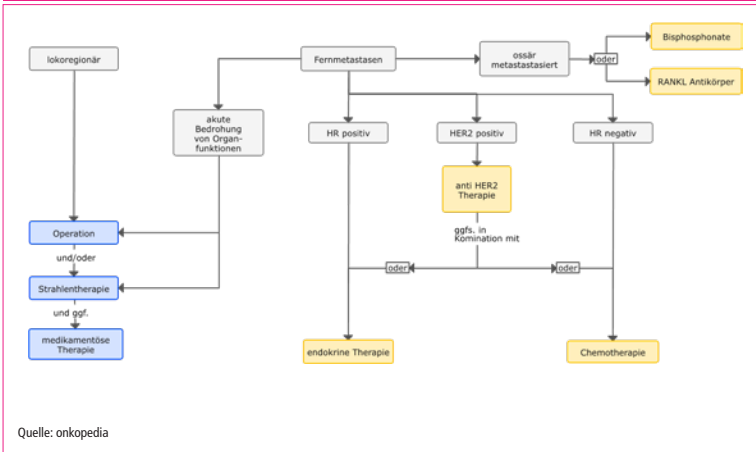 lokoregionär
Fernmetastasen
ossär
metastastasiert
oder
Bisphosphonate
RANKL Antikörper
akute
Bedrohung
von Organ-
funktionen
HR positiv
HER2 positiv
HR negativ
anti HER2
Therapie
ggfs. in
Komination mit
Operation
und/oder
Strahlentherapie
und ggf.
medikamentöse
Therapie
oder
oder
endokrine Therapie
Chemotherapie
Quelle: onkopedia